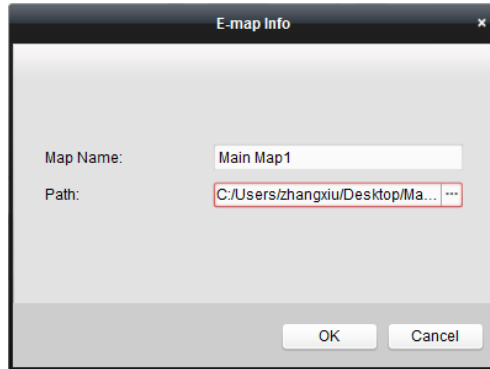 E-map Info
Map Name: Main Map1
Path: C:/Users/zhangxiu/Desktop/Ma... ...
OK Cancel